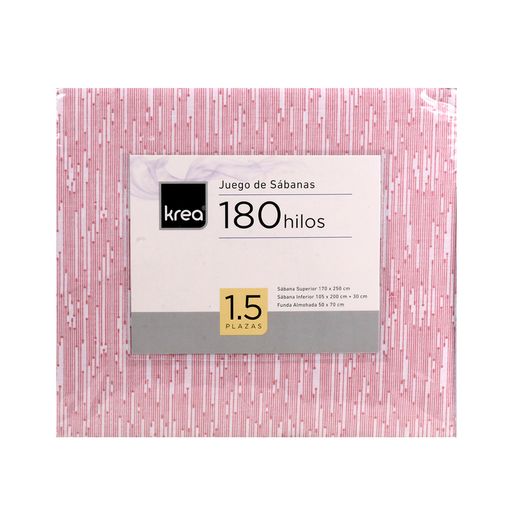 Juego de Sábanas
krea
180 hilos
1.5
PLAZAS
Sábana Superior 170 x 250 cm
Sábana Inferior 105 x 200 cm + 30 cm
Funda Almohada 50 x 70 cm